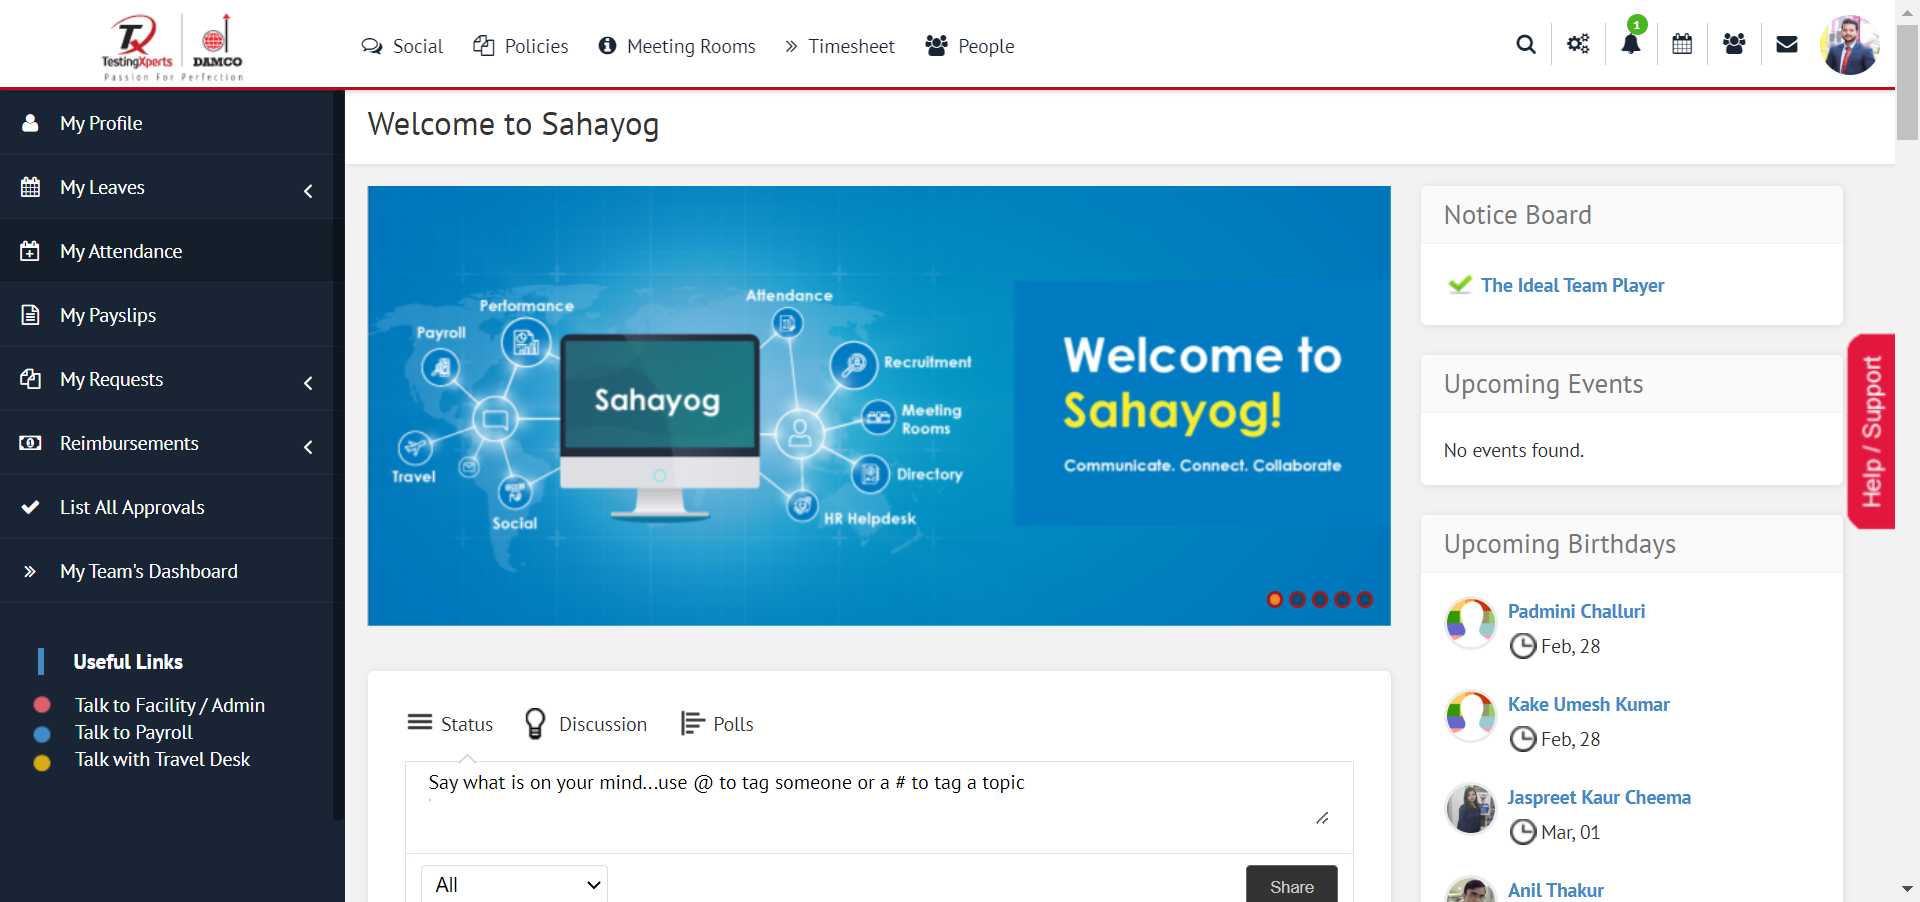 TestingXperts DAMCO
Passion For Perfection
Social
Policies
Meeting Rooms
Timesheet
People
1
My Profile
My Leaves
My Attendance
My Payslips
My Requests
Reimbursements
List All Approvals
My Team's Dashboard
Useful Links
Talk to Facility / Admin
Talk to Payroll
Talk with Travel Desk
Welcome to Sahayog
Performance
Payroll
Travel
Social
Sahayog
Attendance
Recruitment
Meeting
Rooms
Directory
HR Helpdesk
Welcome to
Sahayog!
Communicate. Connect. Collaborate
Status
Discussion
Polls
Say what is on your mind...use @ to tag someone or a # to tag a topic
All
Share
Notice Board
The Ideal Team Player
Upcoming Events
No events found.
Upcoming Birthdays
Padmini Challuri
Feb, 28
Kake Umesh Kumar
Feb, 28
Jaspreet Kaur Cheema
Mar, 01
Anil Thakur
Help / Support